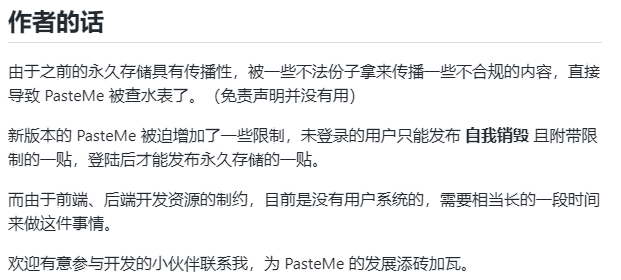 作者的话
由于之前的永久存储具有传播性，被一些不法份子拿来传播一些不合规的内容，直接
导致 PasteMe 被查水表了。（免责声明并没有用）
新版本的 PasteMe 被迫增加了一些限制，未登录的用户只能发布 自我销毁 且附带限
制的一贴，登陆后才能发布永久存储的一贴。
而由于前端、后端开发资源的制约，目前是没有用户系统的，需要相当长的一段时间
来做这件事情。
欢迎有意参与开发的小伙伴联系我，为 PasteMe 的发展添砖加瓦。